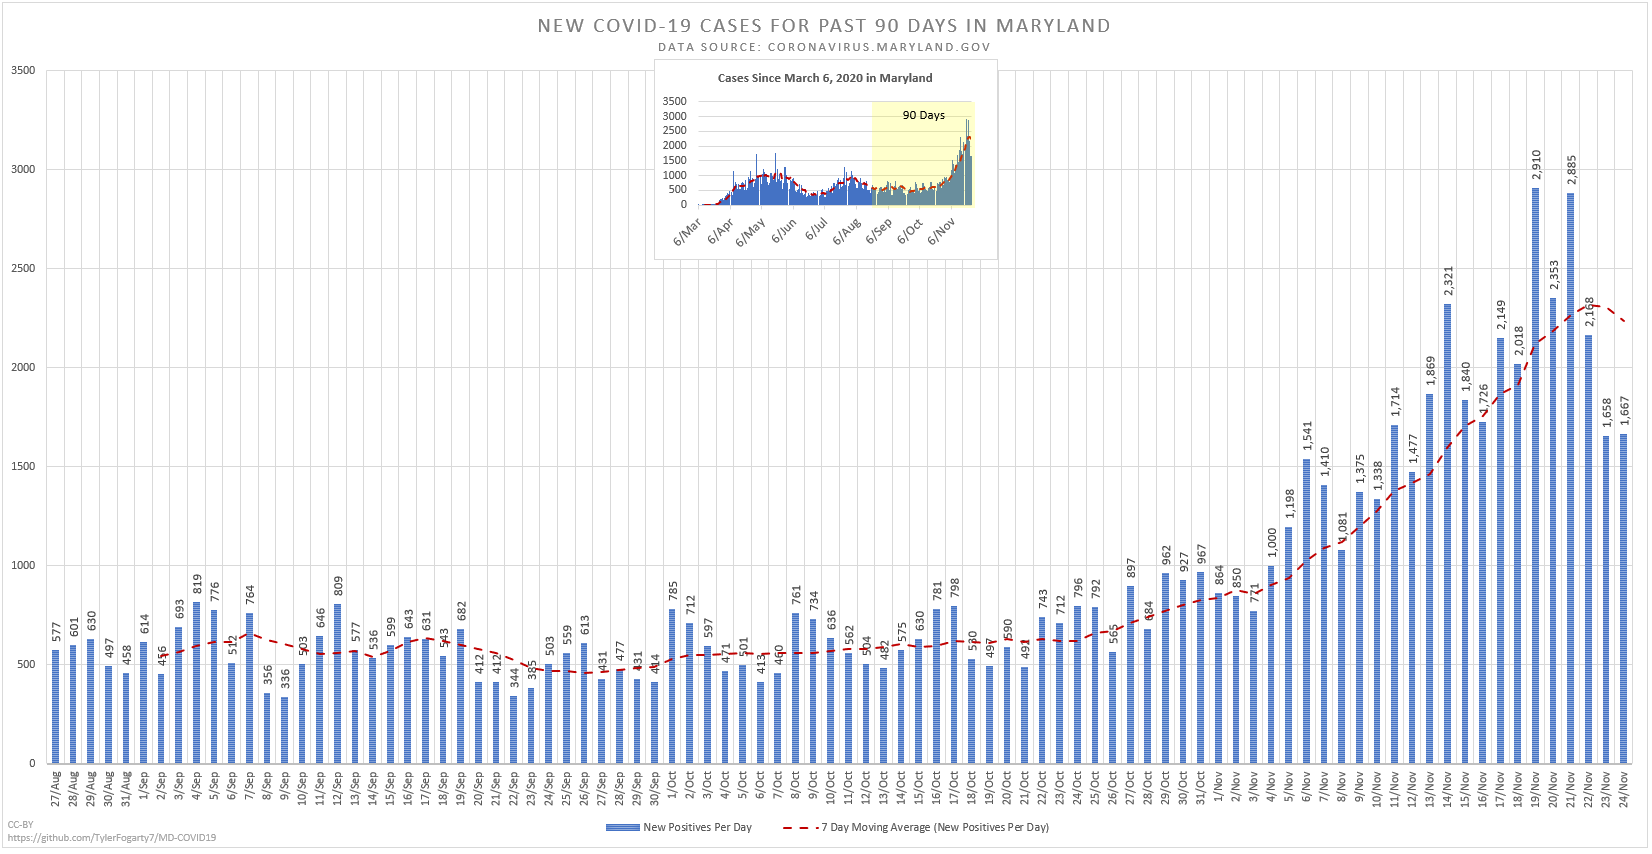 NEW COVID-19 CASES FOR PAST 90 DAYS IN MARYLAND
DATA SOURCE: CORONAVIRUS.MARYLAND.GOV
Cases Since March 6, 2020 in Maryland
90 Days
3500
3000
2500
2000
1500
1000
500
0
6/Mar 6/Apr 6/May 6/Jun 6/Jul 6/Aug 6/Sep 6/Oct 6/Nov
3500
3000
2500
2000
1500
1000
500
0
577 601 630 497 458 614 456 693 819 776 512 764 356 336 503 646 809 577 536 599 643 631 543 682 412 412 344 385 503 559 613 431 477 431 414 785 712 597 471 501 413 460 761 734 636 562 504 482 575 630 781 798 530 497 590 491 743 712 796 792 565 897 684 962 927 967 864 850 771 1,000 1,198 1,541 1,410 1,081 1,375 1,338 1,714 1,477 1,869 2,321 1,840 1,726 2,149 2,018 2,910 2,353 2,885 2,168 1,658 1,667
27/Aug 28/Aug 29/Aug 30/Aug 31/Aug 1/Sep 2/Sep 3/Sep 4/Sep 5/Sep 6/Sep 7/Sep 8/Sep 9/Sep 10/Sep 11/Sep 12/Sep 13/Sep 14/Sep 15/Sep 16/Sep 17/Sep 18/Sep 19/Sep 20/Sep 21/Sep 22/Sep 23/Sep 24/Sep 25/Sep 26/Sep 27/Sep 28/Sep 29/Sep 30/Sep 1/Oct 2/Oct 3/Oct 4/Oct 5/Oct 6/Oct 7/Oct 8/Oct 9/Oct 10/Oct 11/Oct 12/Oct 13/Oct 14/Oct 15/Oct 16/Oct 17/Oct 18/Oct 19/Oct 20/Oct 21/Oct 22/Oct 23/Oct 24/Oct 25/Oct 26/Oct 27/Oct 28/Oct 29/Oct 30/Oct 31/Oct 1/Nov 2/Nov 3/Nov 4/Nov 5/Nov 6/Nov 7/Nov 8/Nov 9/Nov 10/Nov 11/Nov 12/Nov 13/Nov 14/Nov 15/Nov 16/Nov 17/Nov 18/Nov 19/Nov 20/Nov 21/Nov 22/Nov 23/Nov 24/Nov
New Positives Per Day
7 Day Moving Average (New Positives Per Day)
CC-BY
https://github.com/TylerFogarty7/MD-COVID19